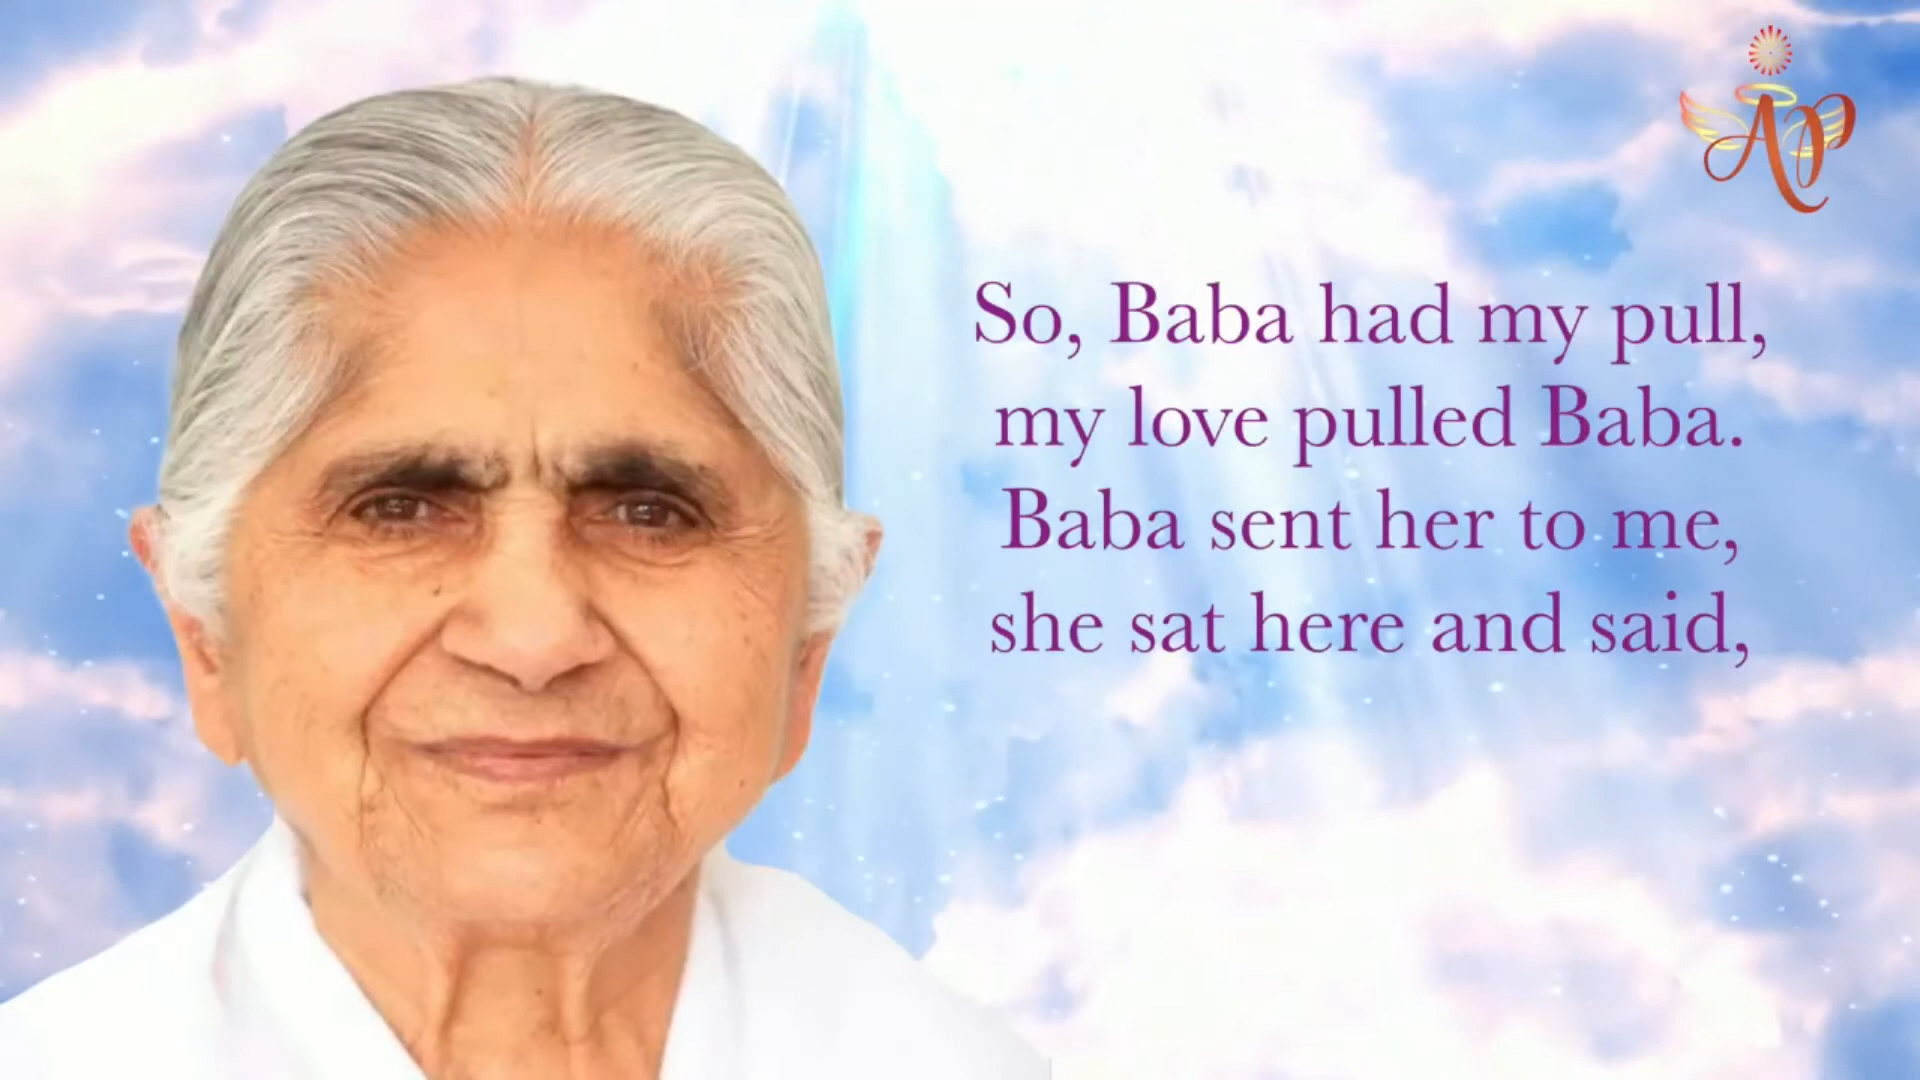 AP
So, Baba had my pull,
my love pulled Baba.
Baba sent her to me,
she sat here and said,